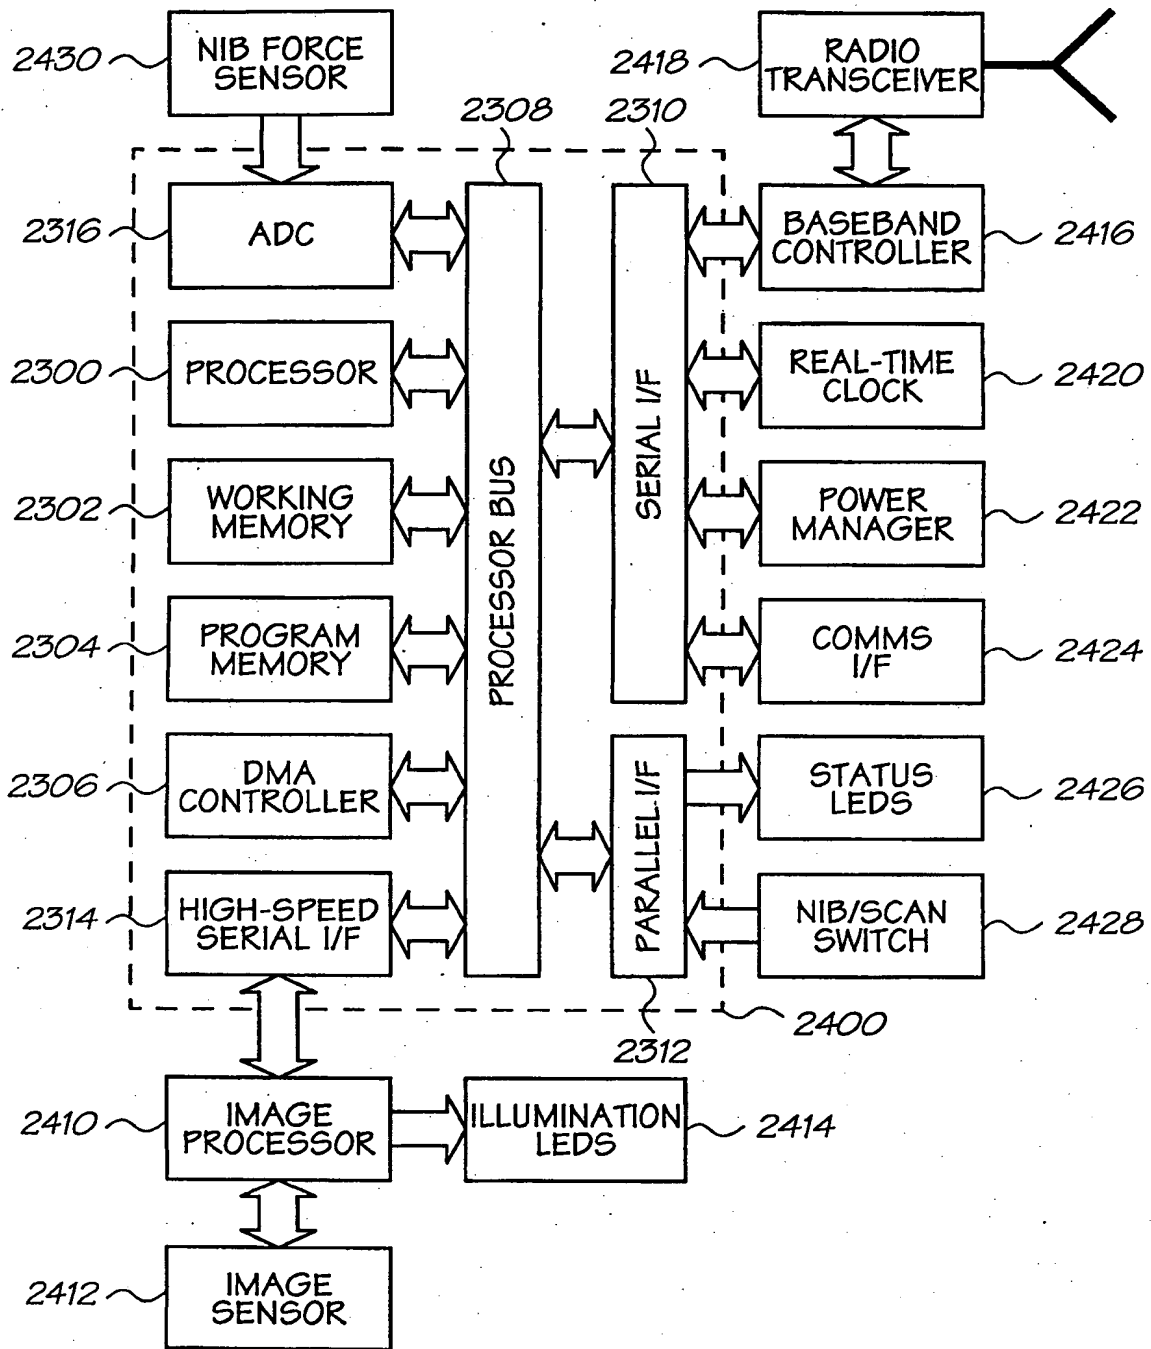 2430
NIB FORCE
SENSOR
2418
RADIO
TRANSCEIVER
2308
2310
2316
ADC
BASEBAND
CONTROLLER
2416
2300
PROCESSOR
REAL-TIME
CLOCK
2420
2302
WORKING
MEMORY
PROCESSOR BUS
SERIAL I/F
POWER
MANAGER
2422
2304
PROGRAM
MEMORY
COMMS
I/F
2424
2306
DMA
CONTROLLER
PARALLEL I/F
STATUS
LEDS
2426
2314
HIGH-SPEED
SERIAL I/F
NIB/SCAN
SWITCH
2428
2400
2312
2410
IMAGE
PROCESSOR
ILLUMINATION
LEDS
2414
2412
IMAGE
SENSOR